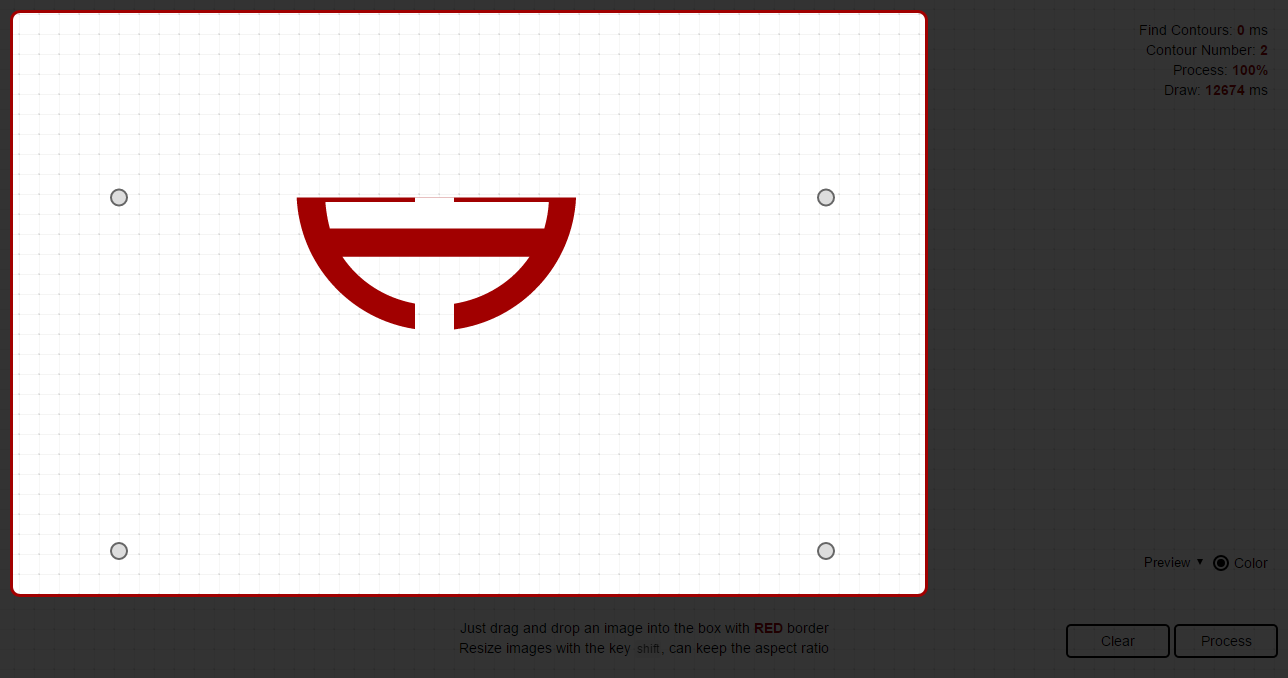 Find Contours: 0 ms
Contour Number: 2
Process: 100%
Draw: 12674 ms
Preview ▼ Color
Just drag and drop an image into the box with RED border
Resize images with the key shift, can keep the aspect ratio
Clear
Process